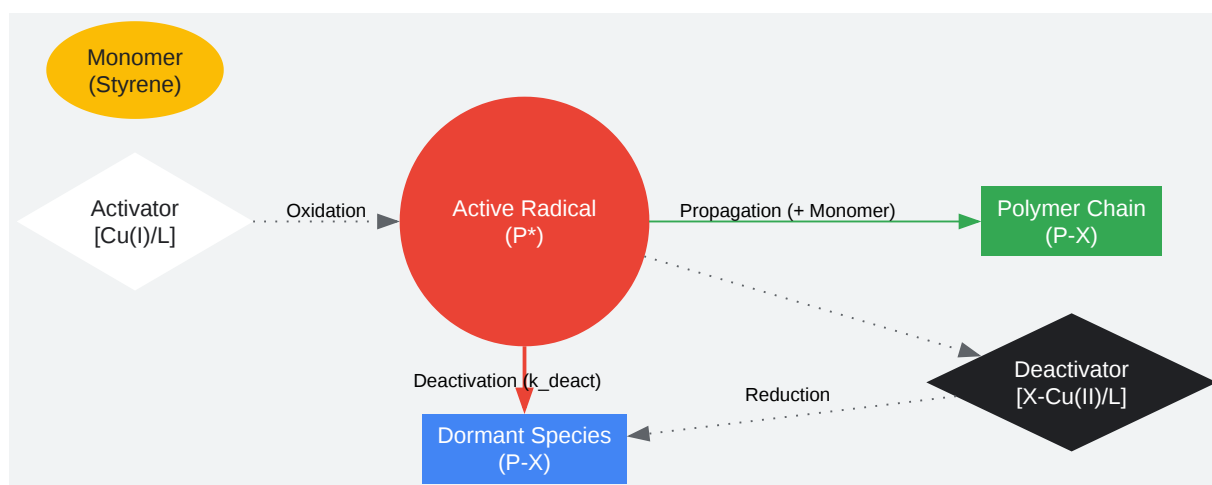 Monomer
(Styrene)
Activator
[Cu(I)/L]
Oxidation
Active Radical
(P*)
Propagation (+ Monomer)
Polymer Chain
(P-X)
Deactivation (k_deact)
Reduction
Deactivator
[X-Cu(II)/L]
Dormant Species
(P-X)